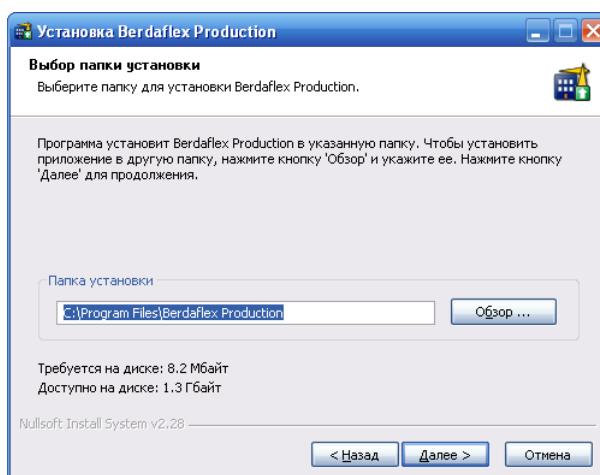 Установка Berdaflex Production
Выбор папки установки
Выберите папку для установки Berdaflex Production.
Программа установит Berdaflex Production в указанную папку. Чтобы установить
приложение в другую папку, нажмите кнопку 'Обзор' и укажите ее. Нажмите кнопку
'Далее' для продолжения.
Папка установки
C:\Program Files\Berdaflex Production
Обзор ...
Требуется на диске: 8.2 Мбайт
Доступно на диске: 1.3 Гбайт
Nullsoft Install System v2.28
< Назад
Далее >
Отмена